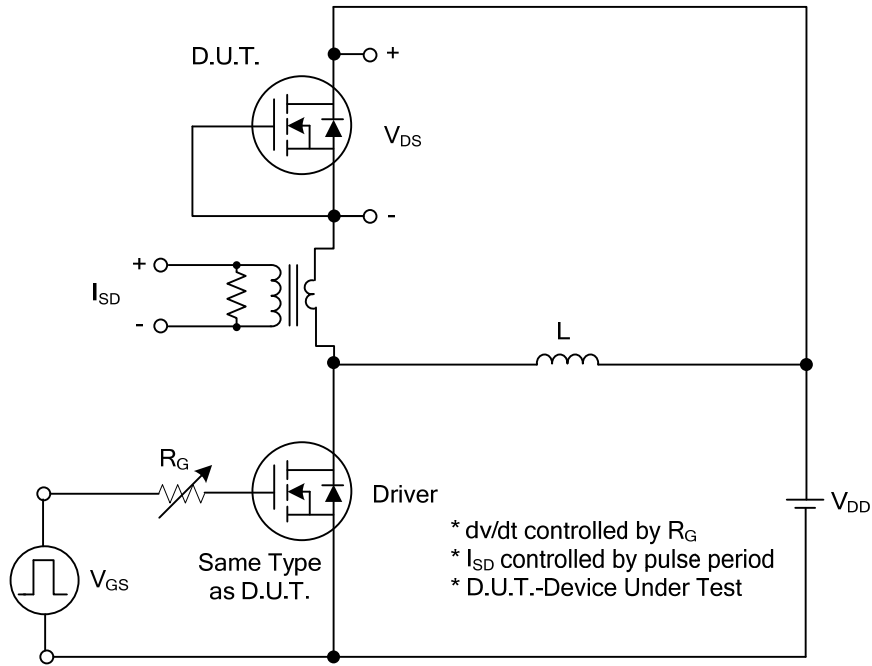 D.U.T.
+
V_DS
-
+
I_SD
-
L
R_G
Driver
V_DD
V_GS
Same Type
as D.U.T.
* dv/dt controlled by R_G
* I_SD controlled by pulse period
* D.U.T.-Device Under Test